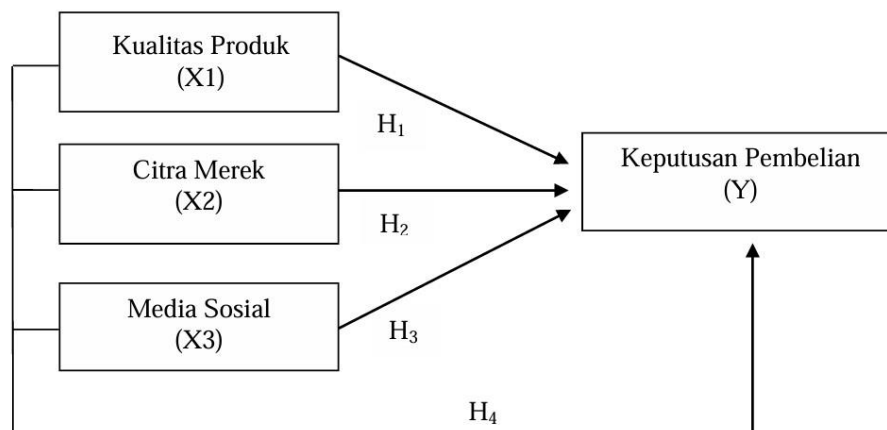 Kualitas Produk
(X1)
H₁
Citra Merek
(X2)
Keputusan Pembelian
(Y)
H₂
Media Sosial
(X3)
H₃
H₄